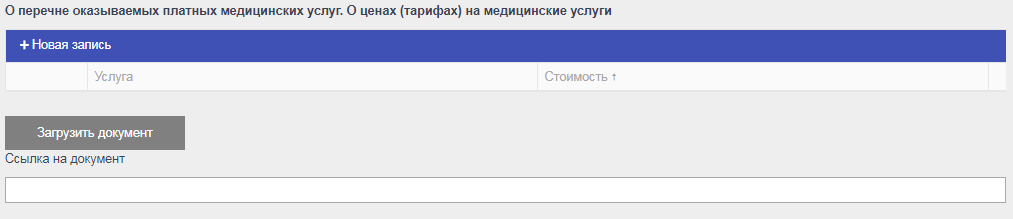 О перечне оказываемых платных медицинских услуг. О ценах (тарифах) на медицинские услуги
+ Новая запись
Услуга Стоимость ↑
Загрузить документ
Ссылка на документ